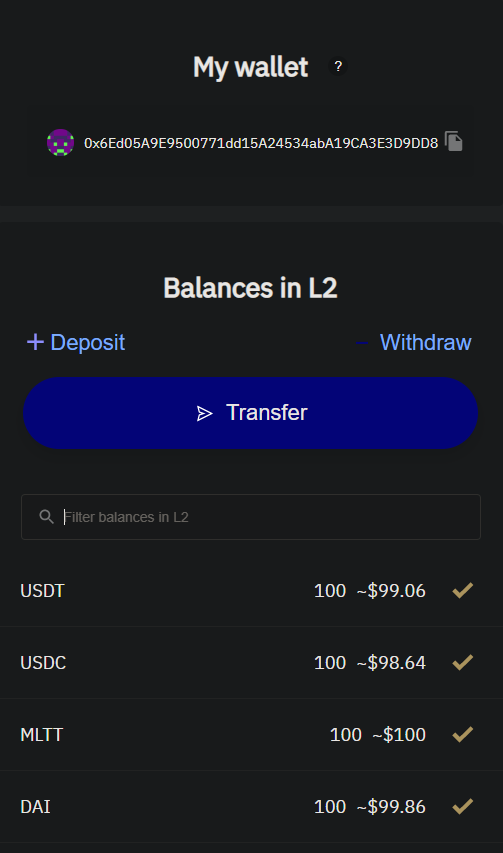 My wallet ?
0x6Ed05A9E9500771dd15A24534abA19CA3E3D9DD8
Balances in L2
+ Deposit − Withdraw
Transfer
Filter balances in L2
USDT 100 ~$99.06
USDC 100 ~$98.64
MLTT 100 ~$100
DAI 100 ~$99.86